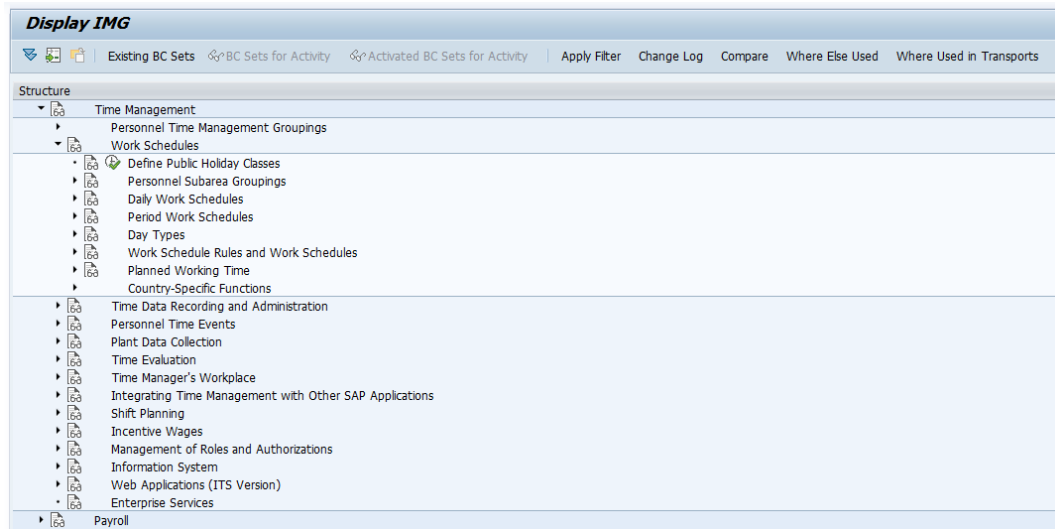 Display IMG
Existing BC Sets BC Sets for Activity Activated BC Sets for Activity Apply Filter Change Log Compare Where Else Used Where Used in Transports
Structure
Time Management
Personnel Time Management Groupings
Work Schedules
Define Public Holiday Classes
Personnel Subarea Groupings
Daily Work Schedules
Period Work Schedules
Day Types
Work Schedule Rules and Work Schedules
Planned Working Time
Country-Specific Functions
Time Data Recording and Administration
Personnel Time Events
Plant Data Collection
Time Evaluation
Time Manager's Workplace
Integrating Time Management with Other SAP Applications
Shift Planning
Incentive Wages
Management of Roles and Authorizations
Information System
Web Applications (ITS Version)
Enterprise Services
Payroll